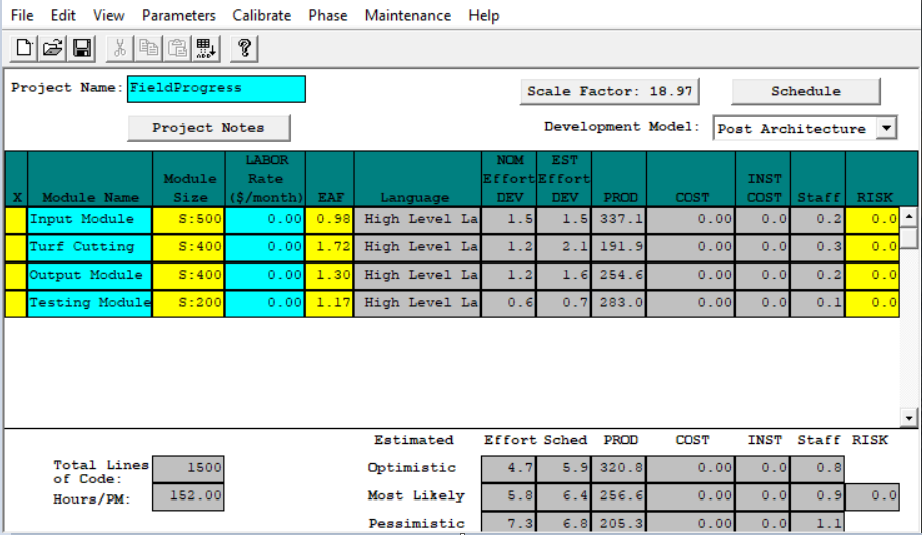 File Edit View Parameters Calibrate Phase Maintenance Help
Project Name: FieldProgress
Scale Factor: 18.97 Schedule
Project Notes
Development Model: Post Architecture
X Module Name Module Size LABOR Rate ($/month) EAF Language NOM Effort DEV EST Effort DEV PROD COST INST COST Staff RISK
Input Module S:500 0.00 0.98 High Level La 1.5 1.5 337.1 0.00 0.0 0.2 0.0
Turf Cutting S:400 0.00 1.72 High Level La 1.2 2.1 191.9 0.00 0.0 0.3 0.0
Output Module S:400 0.00 1.30 High Level La 1.2 1.6 254.6 0.00 0.0 0.2 0.0
Testing Module S:200 0.00 1.17 High Level La 0.6 0.7 283.0 0.00 0.0 0.1 0.0
Estimated Effort Sched PROD COST INST Staff RISK
Total Lines of Code: 1500
Optimistic 4.7 5.9 320.8 0.00 0.0 0.8
Hours/PM: 152.00
Most Likely 5.8 6.4 256.6 0.00 0.0 0.9 0.0
Pessimistic 7.3 6.8 205.3 0.00 0.0 1.1